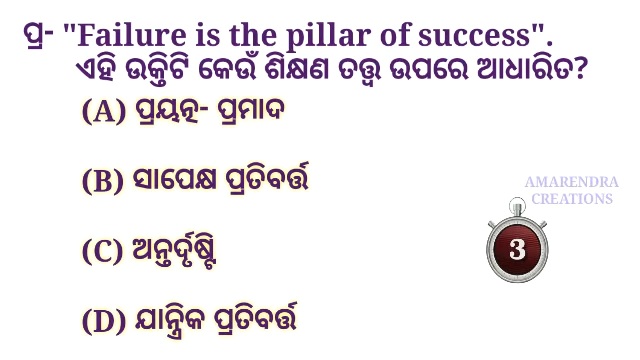 ପ୍ର- "Failure is the pillar of success".
ଏହି ଉକ୍ତିଟି କେଉଁ ଶିକ୍ଷଣ ତତ୍ତ୍ୱ ଉପରେ ଆଧାରିତ?
(A) ପ୍ରୟତ୍ନ- ପ୍ରମାଦ
(B) ସାପେକ୍ଷ ପ୍ରତିବର୍ତ୍ତ
(C) ଅନ୍ତର୍ଦୃଷ୍ଟି
(D) ଯାନ୍ତ୍ରିକ ପ୍ରତିବର୍ତ୍ତ
AMARENDRA
CREATIONS
3